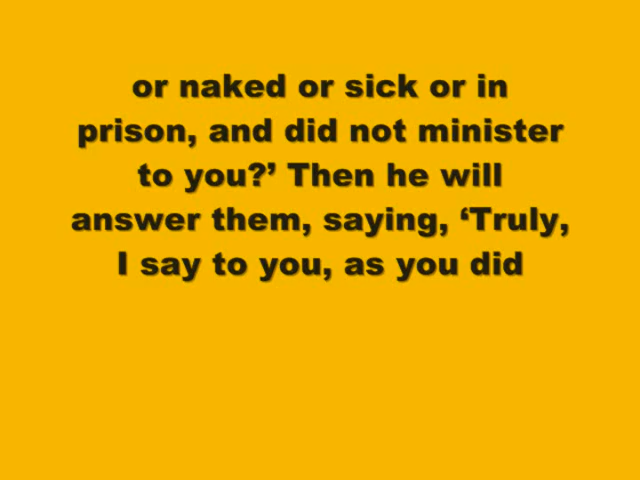 or naked or sick or in
prison, and did not minister
to you?’ Then he will
answer them, saying, ‘Truly,
I say to you, as you did